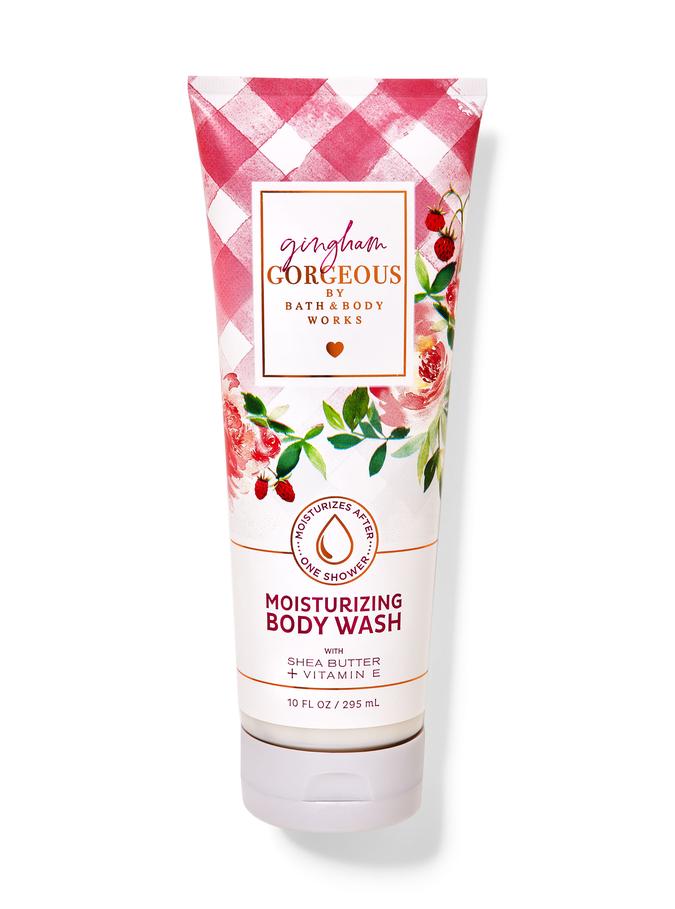 gingham
GORGEOUS
BY
BATH & BODY
WORKS
MOISTURIZES AFTER
ONE SHOWER
MOISTURIZING
BODY WASH
WITH
SHEA BUTTER
+ VITAMIN E
10 FL OZ / 295 mL